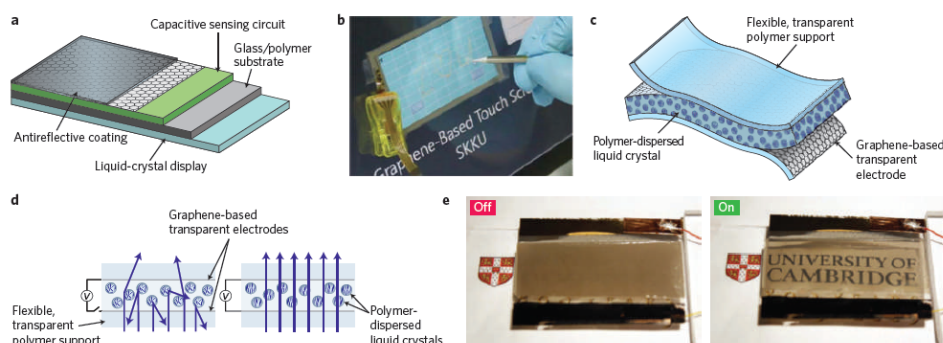 a
Capacitive sensing circuit
Glass/polymer
substrate
Antireflective coating
Liquid-crystal display
b
Graphene-Based Touch Scr
SKKU
c
Flexible, transparent
polymer support
Polymer-dispersed
liquid crystal
Graphene-based
transparent
electrode
d
Graphene-based
transparent electrodes
V
V
Flexible,
transparent
polymer support
Polymer-
dispersed
liquid crystals
e
Off
On
UNIVERSITY OF
CAMBRIDGE